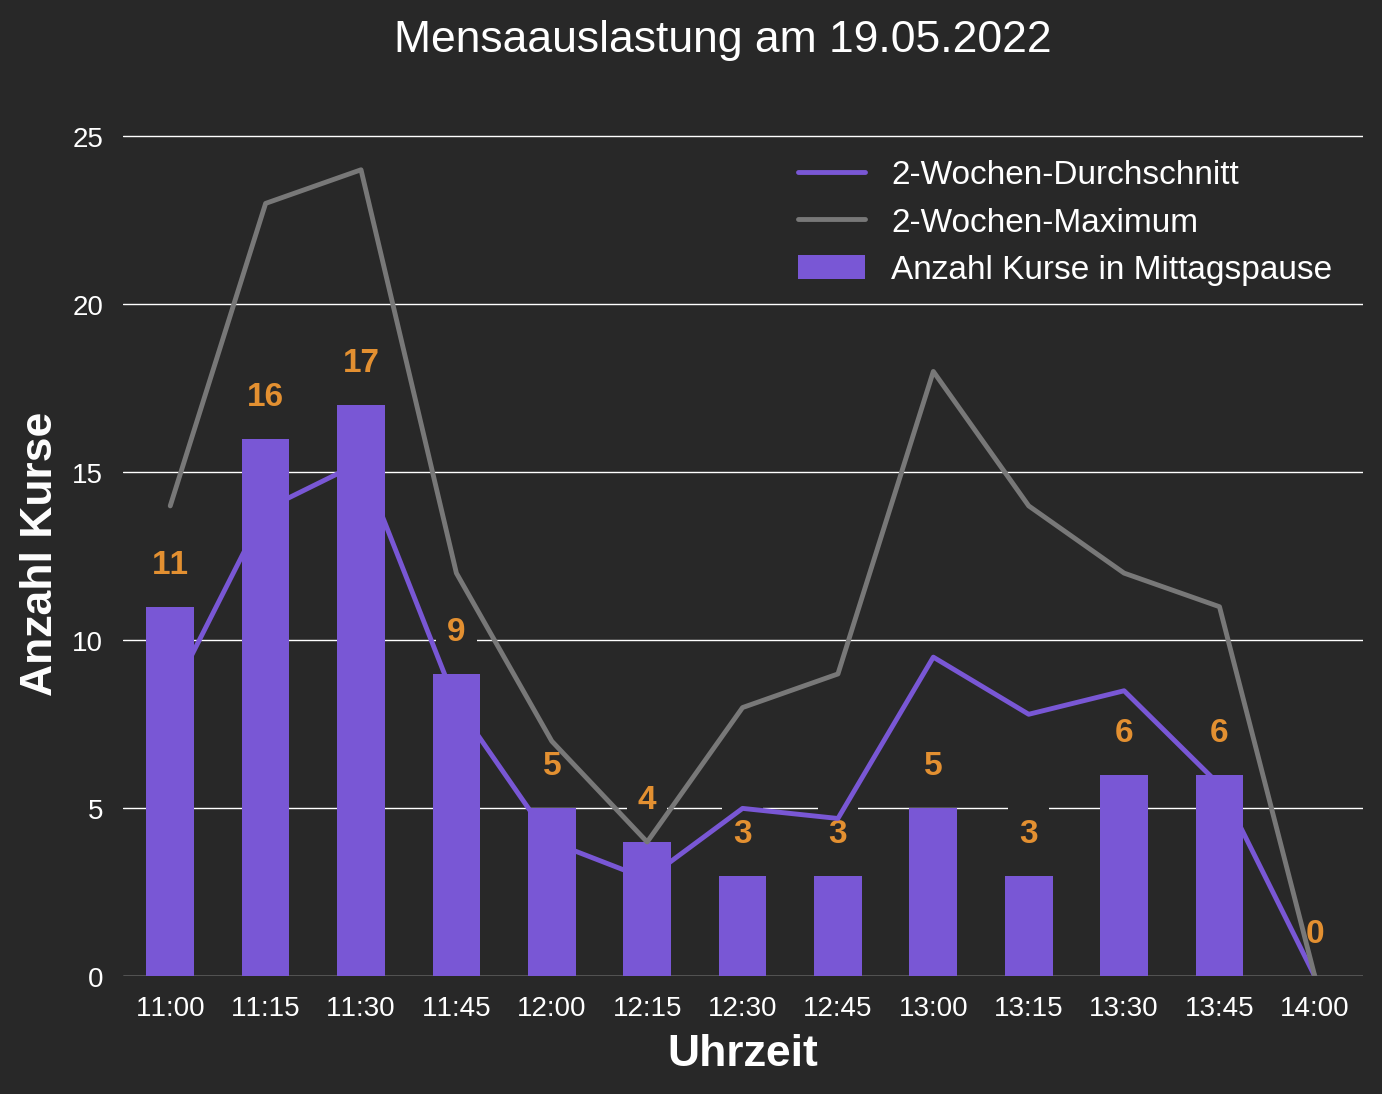 Mensaauslastung am 19.05.2022
2-Wochen-Durchschnitt
2-Wochen-Maximum
Anzahl Kurse in Mittagspause
Anzahl Kurse
25
20
15
10
5
0
11
16
17
9
5
4
3
3
5
3
6
6
0
11:00 11:15 11:30 11:45 12:00 12:15 12:30 12:45 13:00 13:15 13:30 13:45 14:00
Uhrzeit